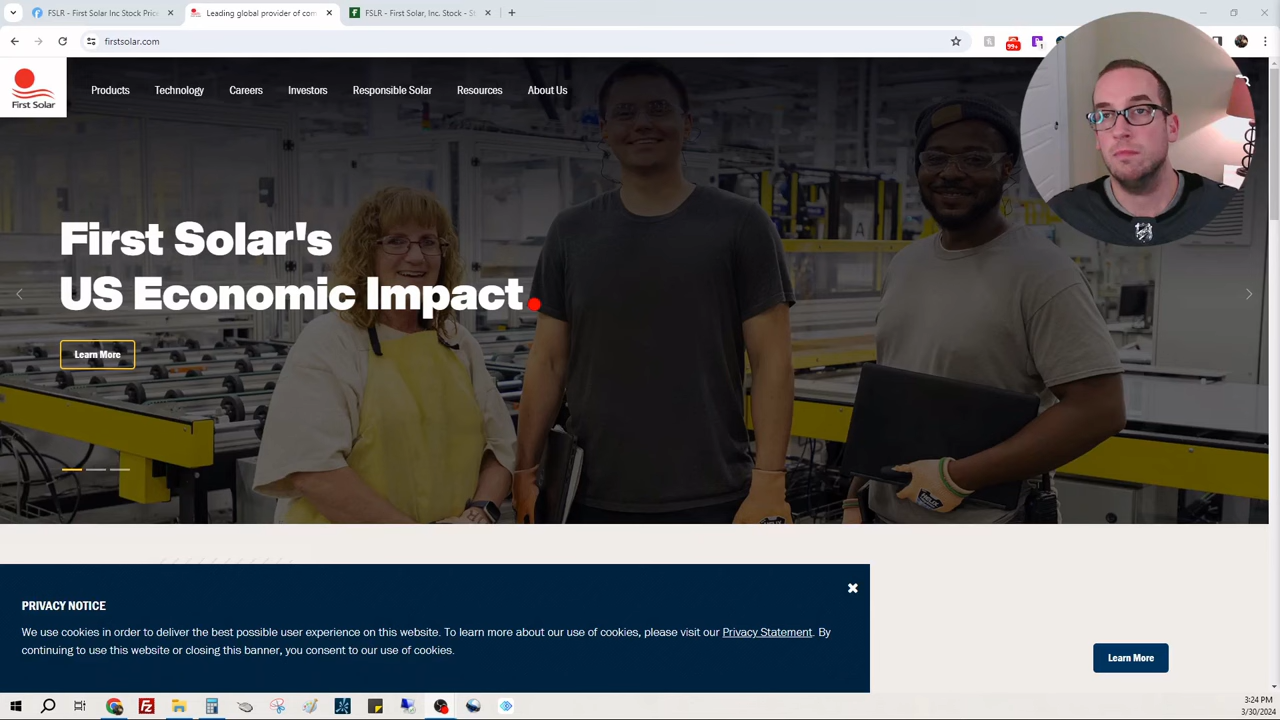 FSLR - First Solar Inc Stock Pric
Leading global provider of com
FSLR - First Solar, Inc. Stock - S
firstsolar.com
99+
1
First Solar
Products
Technology
Careers
Investors
Responsible Solar
Resources
About Us
A
First Solar's
US Economic Impact.
Learn More
PRIVACY NOTICE
We use cookies in order to deliver the best possible user experience on this website. To learn more about our use of cookies, please visit our Privacy Statement. By
continuing to use this website or closing this banner, you consent to our use of cookies.
Learn More
3:24 PM
3/30/2024